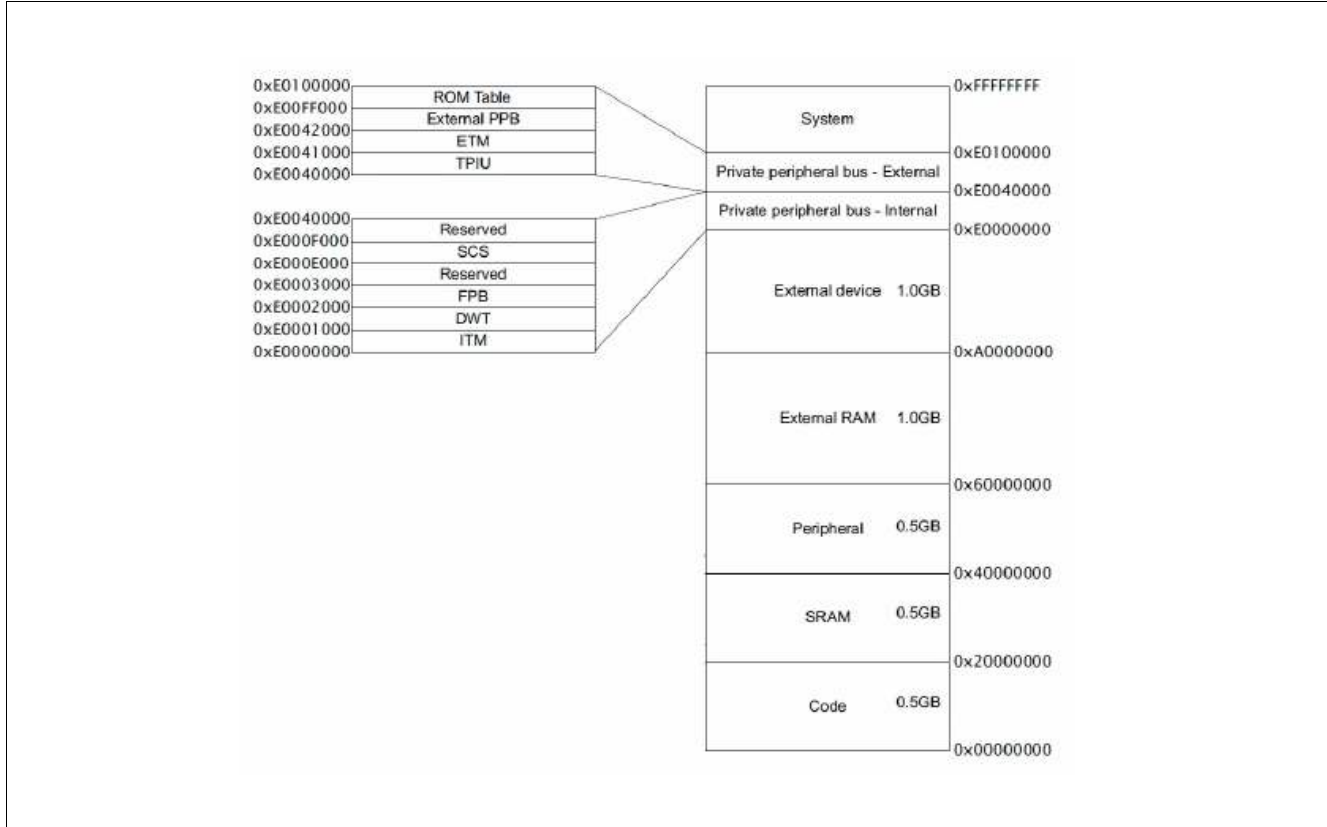 0xE0100000
ROM Table
0xE00FF000
External PPB
0xE0042000
ETM
0xE0041000
TPIU
0xE0040000
0xE0040000
Reserved
0xE000F000
SCS
0xE000E000
Reserved
0xE0003000
FPB
0xE0002000
DWT
0xE0001000
ITM
0xE0000000
0xFFFFFFFF
System
0xE0100000
Private peripheral bus - External
0xE0040000
Private peripheral bus - Internal
0xE0000000
External device 1.0GB
0xA0000000
External RAM 1.0GB
0x60000000
Peripheral 0.5GB
0x40000000
SRAM 0.5GB
0x20000000
Code 0.5GB
0x00000000